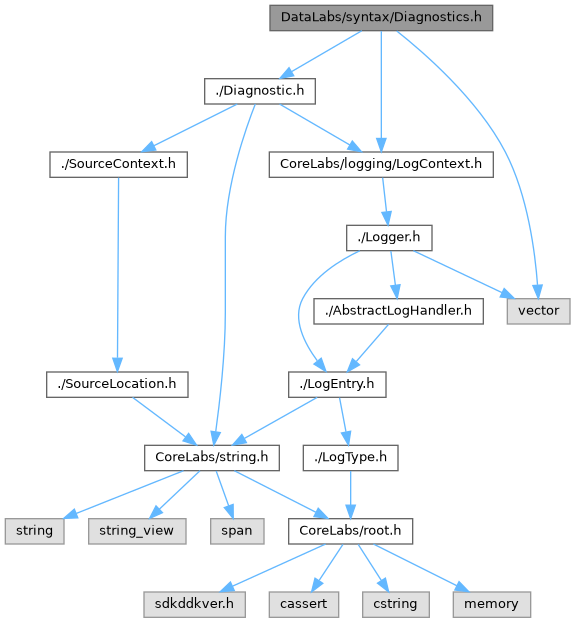 DataLabs/syntax/Diagnostics.h
./Diagnostic.h
./SourceContext.h
CoreLabs/logging/LogContext.h
./Logger.h
./AbstractLogHandler.h
vector
./SourceLocation.h
./LogEntry.h
CoreLabs/string.h
./LogType.h
string
string_view
span
CoreLabs/root.h
sdkddkver.h
cassert
cstring
memory